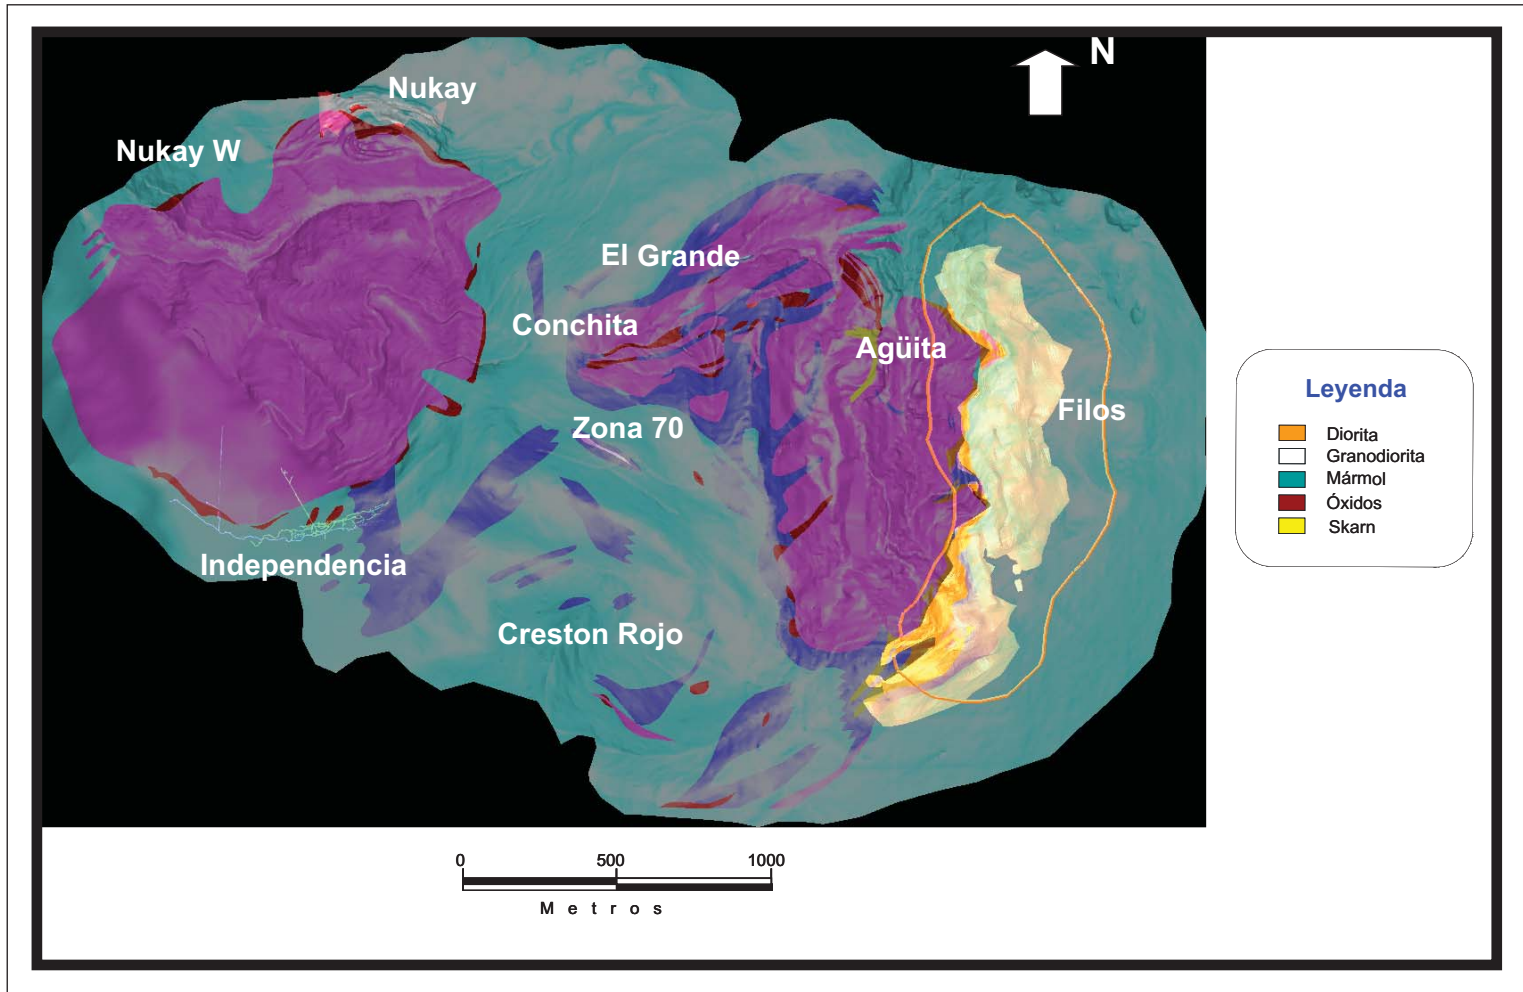 N
Nukay
Nukay W
El Grande
Conchita
Agüita
Filos
Zona 70
Independencia
Creston Rojo
Leyenda
Diorita
Granodiorita
Mármol
Óxidos
Skarn
0 500 1000
Metros